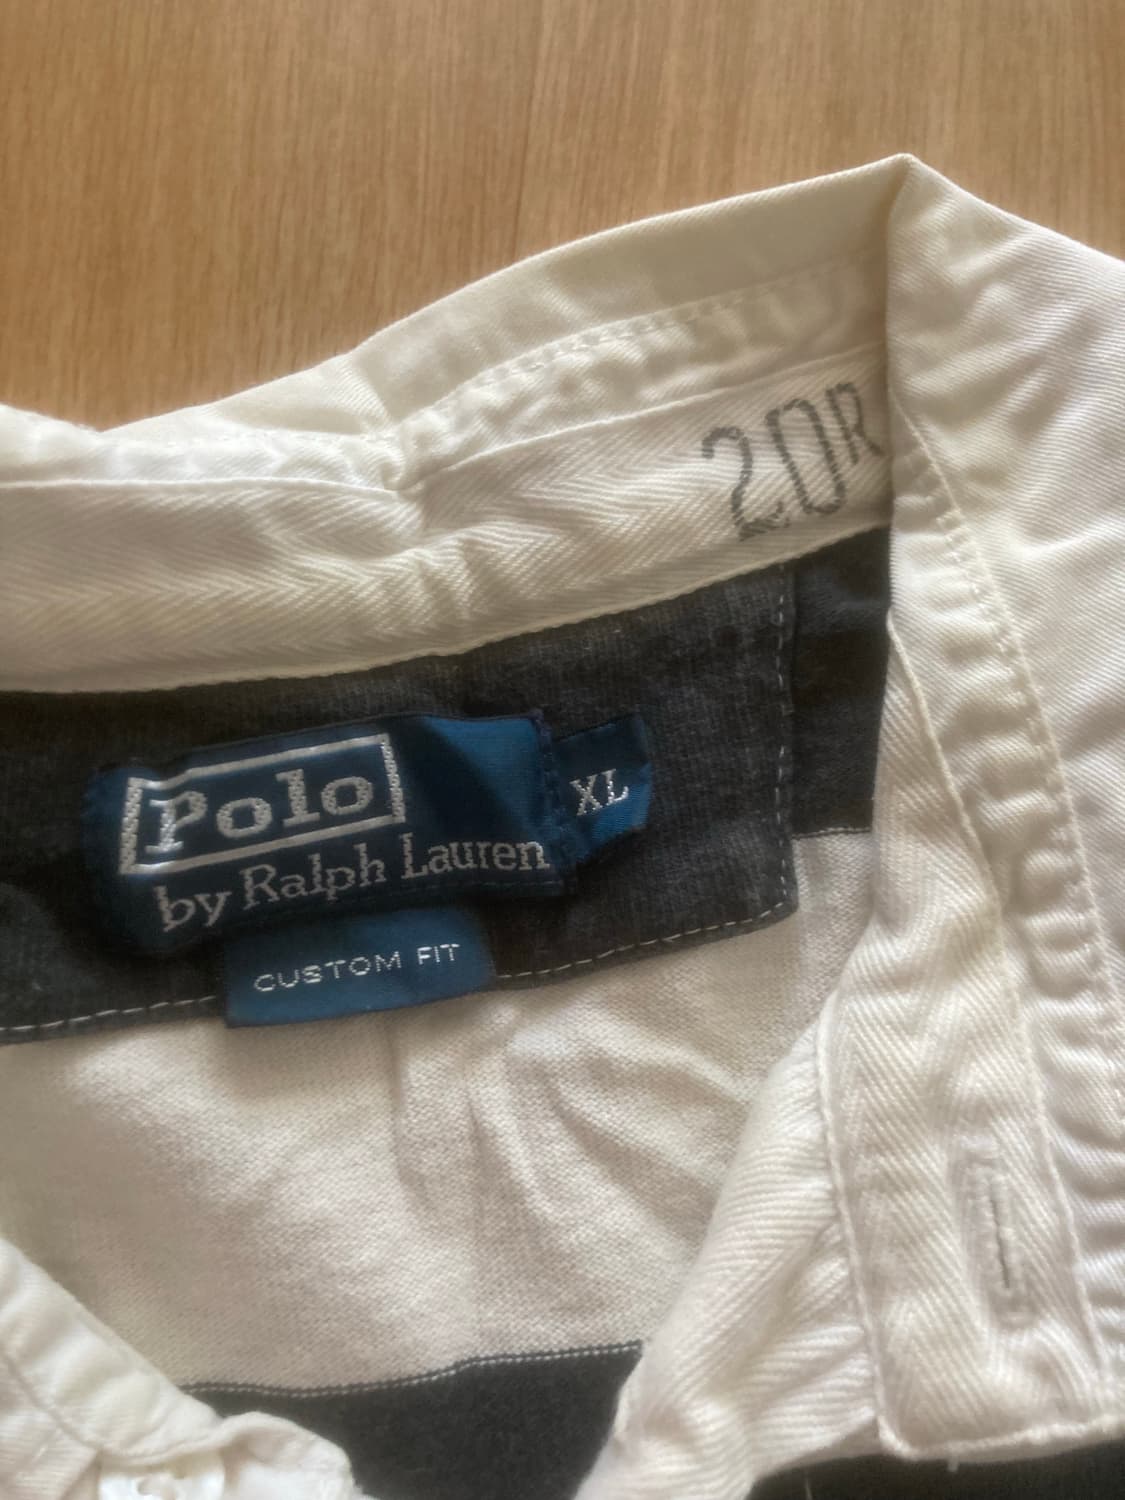 20R
Polo
by Ralph Lauren
XL
CUSTOM FIT